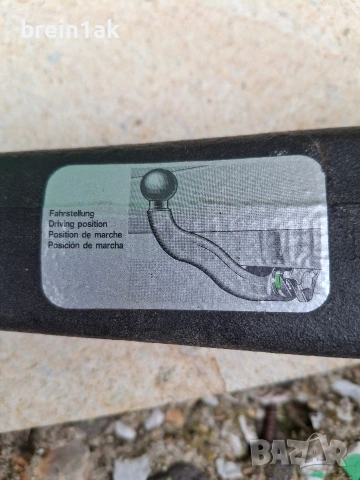 brein1ak
Fahrstellung
Driving position
Position de marche
Posición de marcha
BAZAR